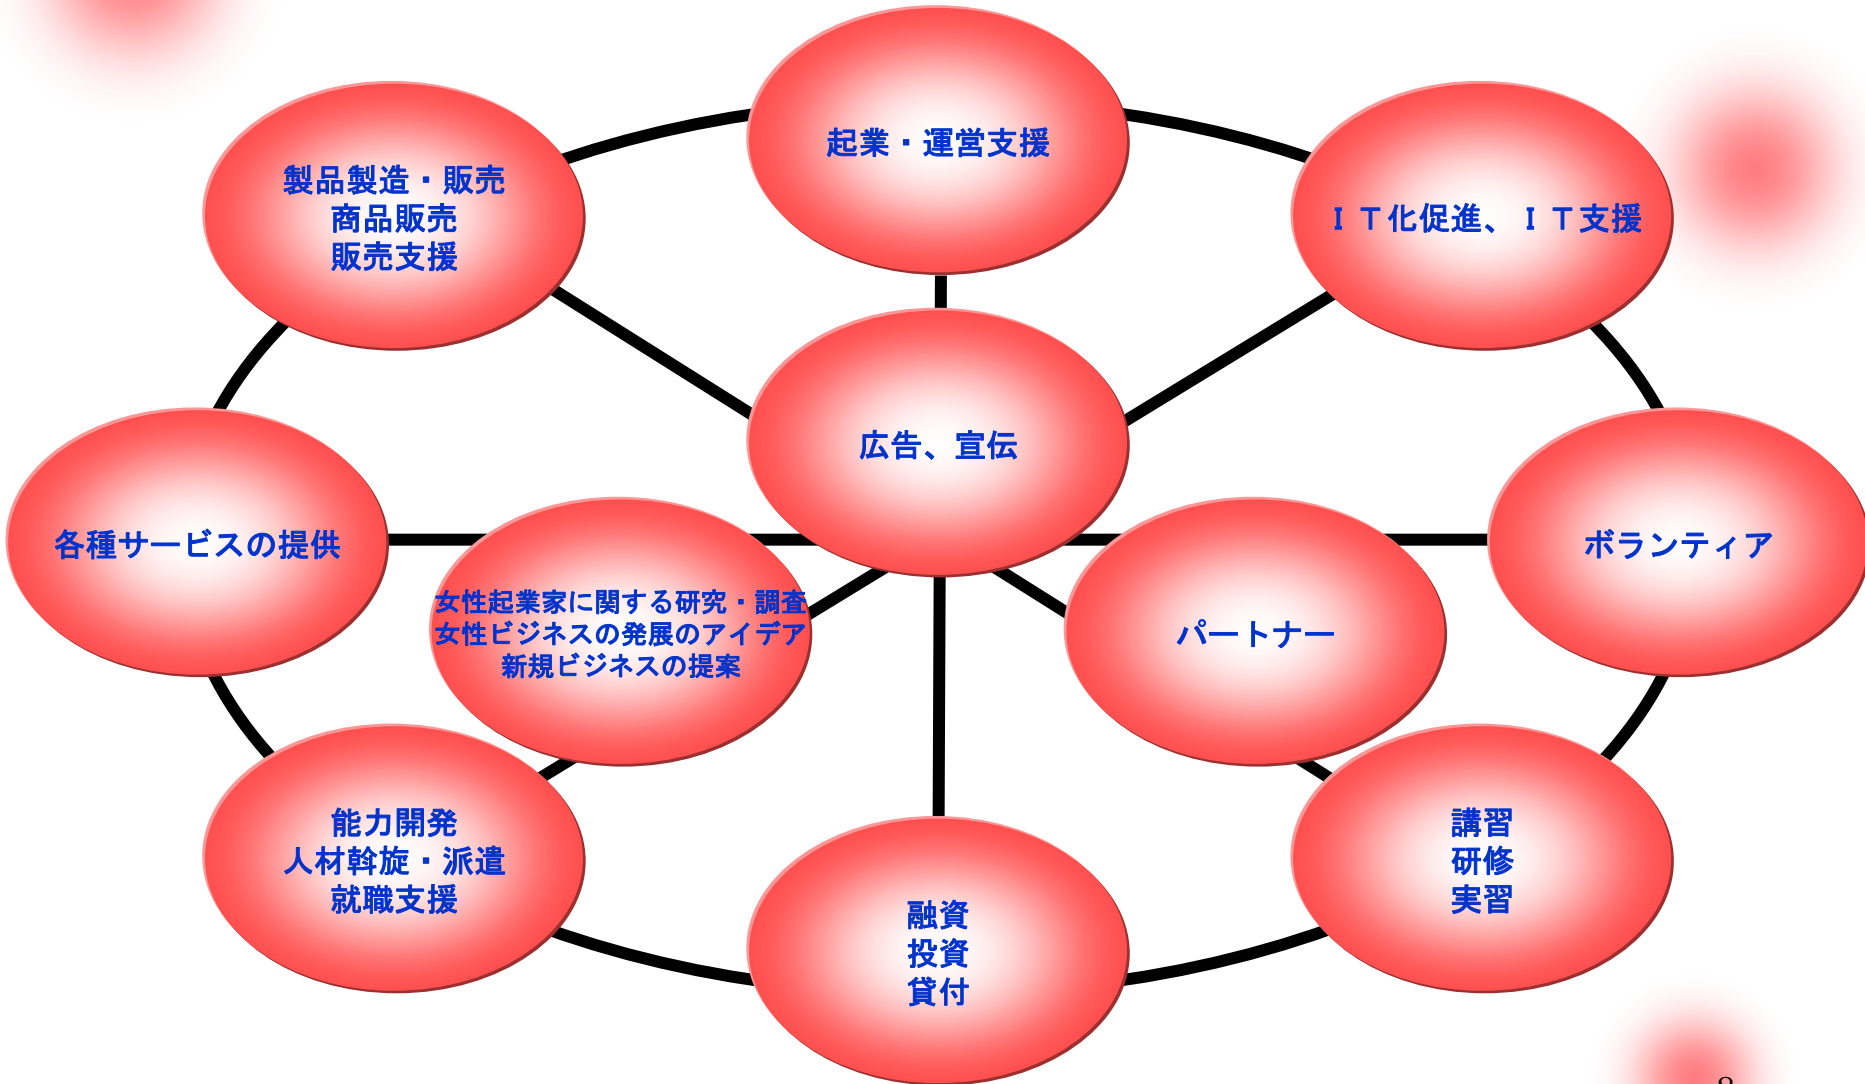 起業・運営支援
製品製造・販売
商品販売
販売支援
ＩＴ化促進、ＩＴ支援
広告、宣伝
各種サービスの提供
ボランティア
女性起業家に関する研究・調査
女性ビジネスの発展のアイデア
新規ビジネスの提案
パートナー
能力開発
人材斡旋・派遣
就職支援
講習
研修
実習
融資
投資
貸付